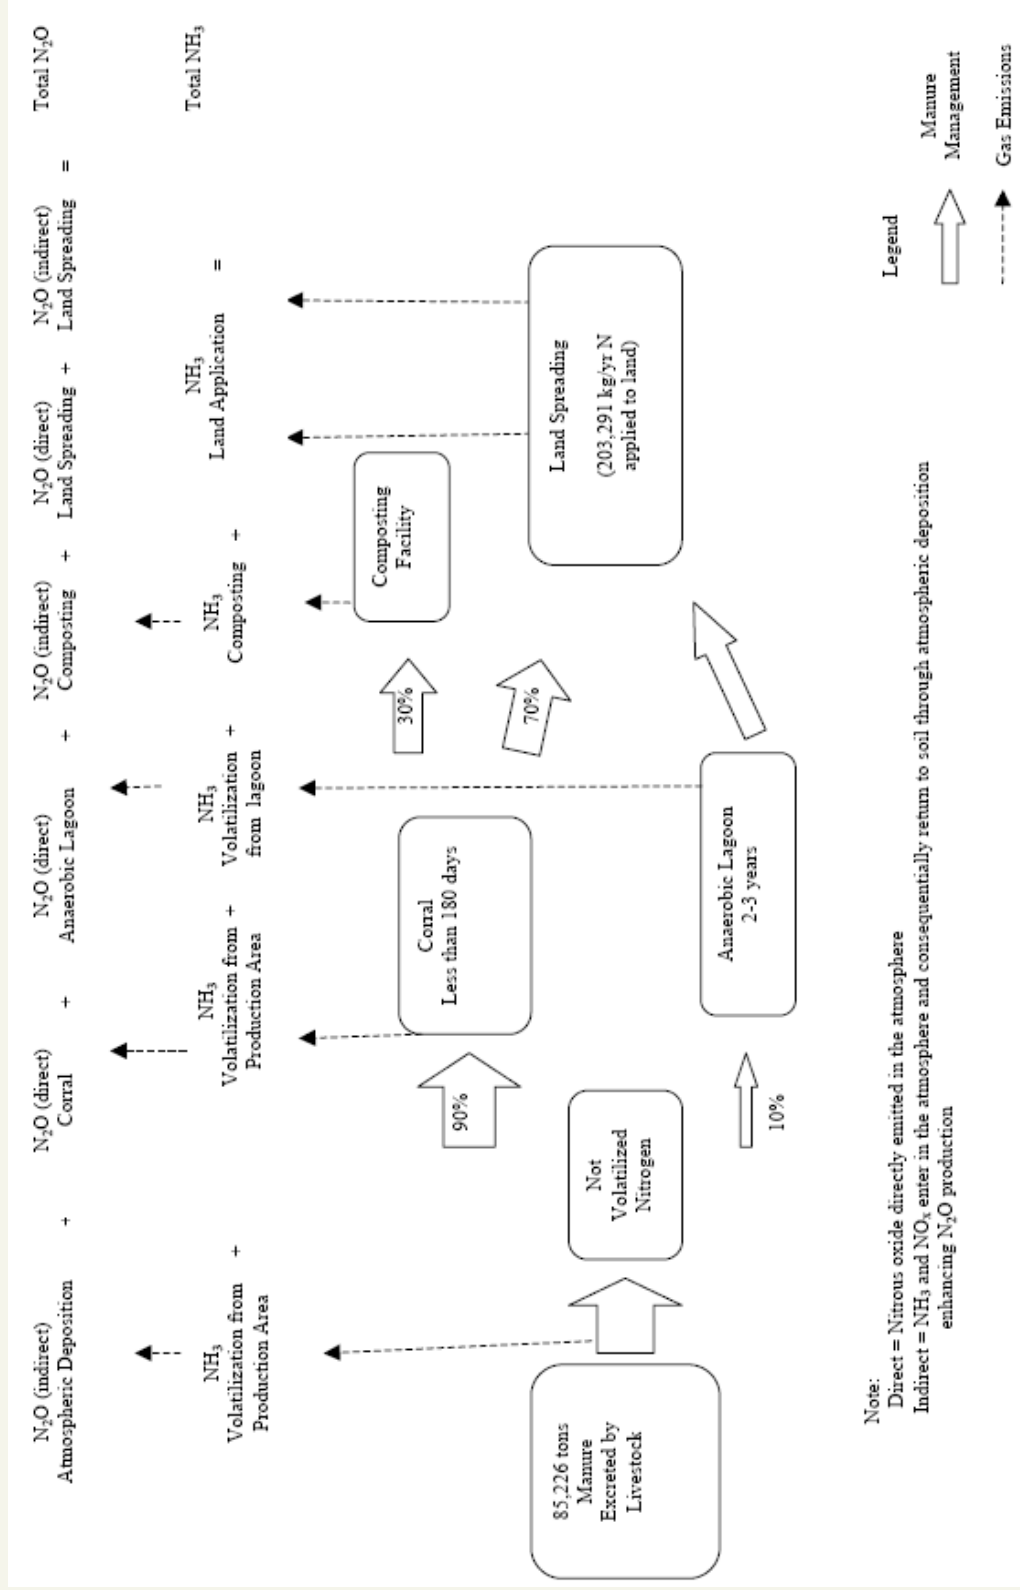 N₂O (indirect)
Atmospheric Deposition
+
N₂O (direct)
Corral
+
N₂O (direct)
Anaerobic Lagoon
+
N₂O (indirect)
Composting
+
N₂O (direct)
Land Spreading
+
N₂O (indirect)
Land Spreading
=
Total N₂O
NH₃
Volatilization from
Production Area
+
NH₃
Volatilization from +
Production Area
NH₃
Volatilization +
from lagoon
NH₃
Composting +
NH₃
Land Application
=
Total NH₃
85,226 tons
Manure
Excreted by
Livestock
Not
Volatilized
Nitrogen
90%
10%
Corral
Less than 180 days
Anaerobic Lagoon
2-3 years
30%
70%
Composting
Facility
Land Spreading
(203,291 kg/yr N
applied to land)
Legend
Manure
Management
Gas Emissions
Note:
Direct = Nitrous oxide directly emitted in the atmosphere
Indirect = NH₃ and NOₓ enter in the atmosphere and consequentially return to soil through atmospheric deposition
enhancing N₂O production